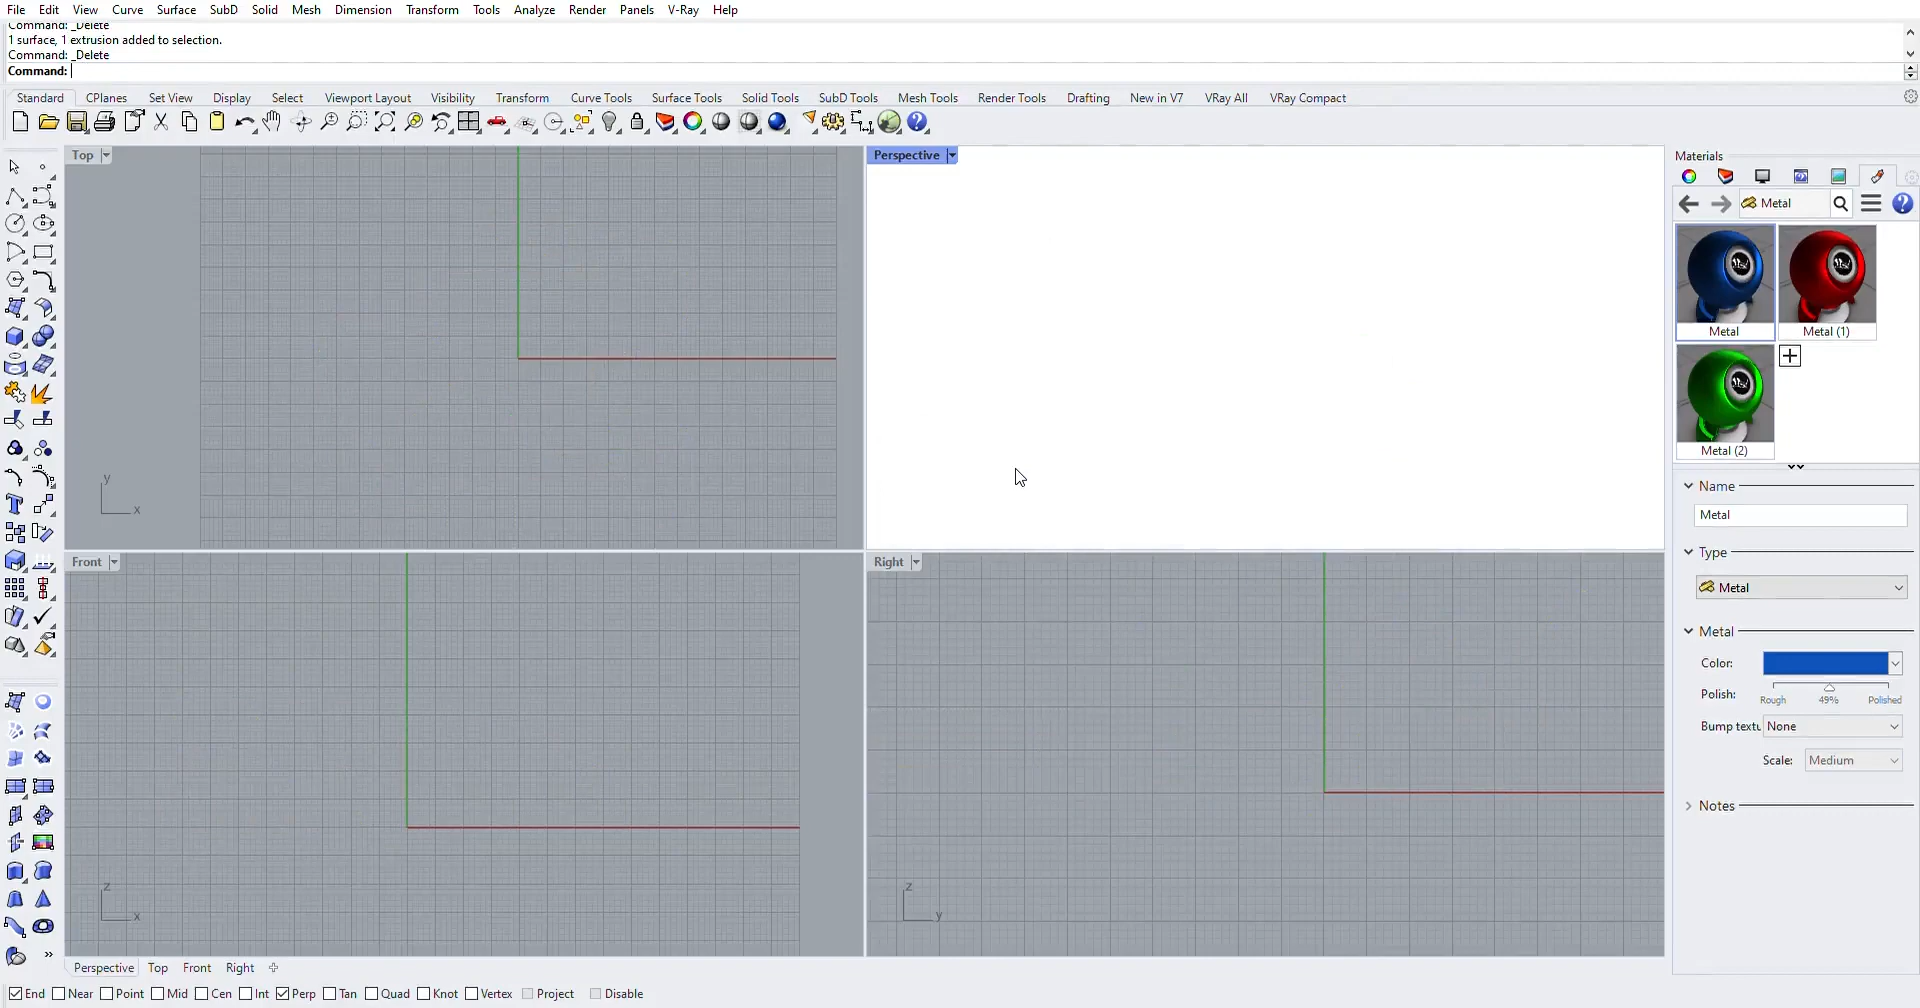 File Edit View Curve Surface SubD Solid Mesh Dimension Transform Tools Analyze Render Panels V-Ray Help
Command: _Delete
1 surface, 1 extrusion added to selection.
Command: _Delete
Command:
Standard CPlanes Set View Display Select Viewport Layout Visibility Transform Curve Tools Surface Tools Solid Tools SubD Tools Mesh Tools Render Tools Drafting New in V7 VRay All VRay Compact
Top
y
x
Perspective
Front
z
x
Right
z
y
Materials
Metal
Metal
Metal (1)
Metal (2)
Name
Metal
Type
Metal
Metal
Color:
Polish:
Rough 49% Polished
Bump textu None
Scale: Medium
Notes
Perspective Top Front Right
End Near Point Mid Cen Int Perp Tan Quad Knot Vertex Project Disable